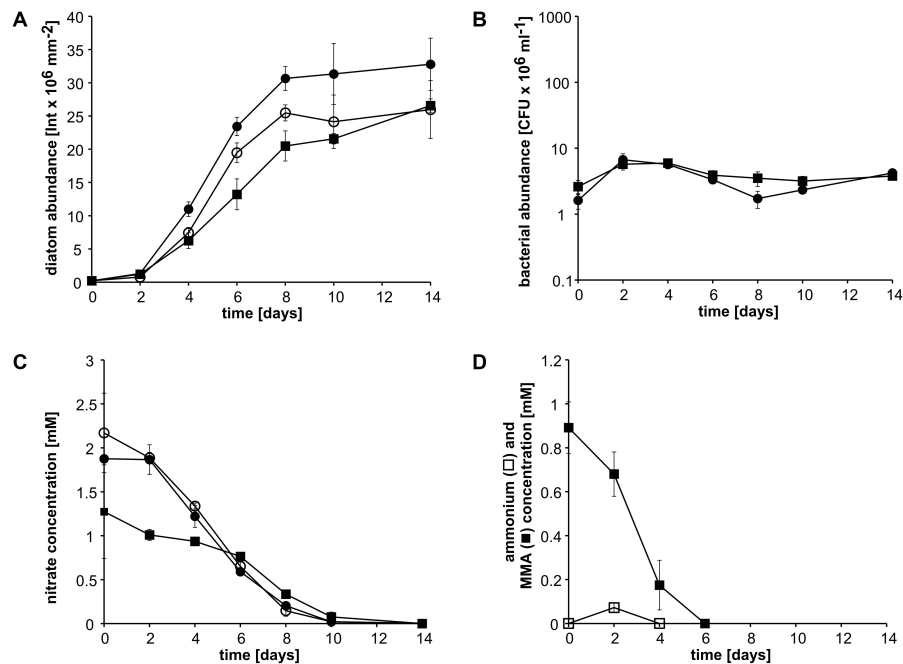 A
diatom abundance [Int x 10⁶ mm⁻²]
40
35
30
25
20
15
10
5
0
0 2 4 6 8 10 12 14
time [days]
B
bacterial abundance [CFU x 10⁶ ml⁻¹]
1000
100
10
1
0.1
0 2 4 6 8 10 12 14
time [days]
C
nitrate concentration [mM]
3
2.5
2
1.5
1
0.5
0
0 2 4 6 8 10 12 14
time [days]
D
ammonium (□) and
MMA (■) concentration [mM]
1.2
1
0.8
0.6
0.4
0.2
0
0 2 4 6 8 10 12 14
time [days]